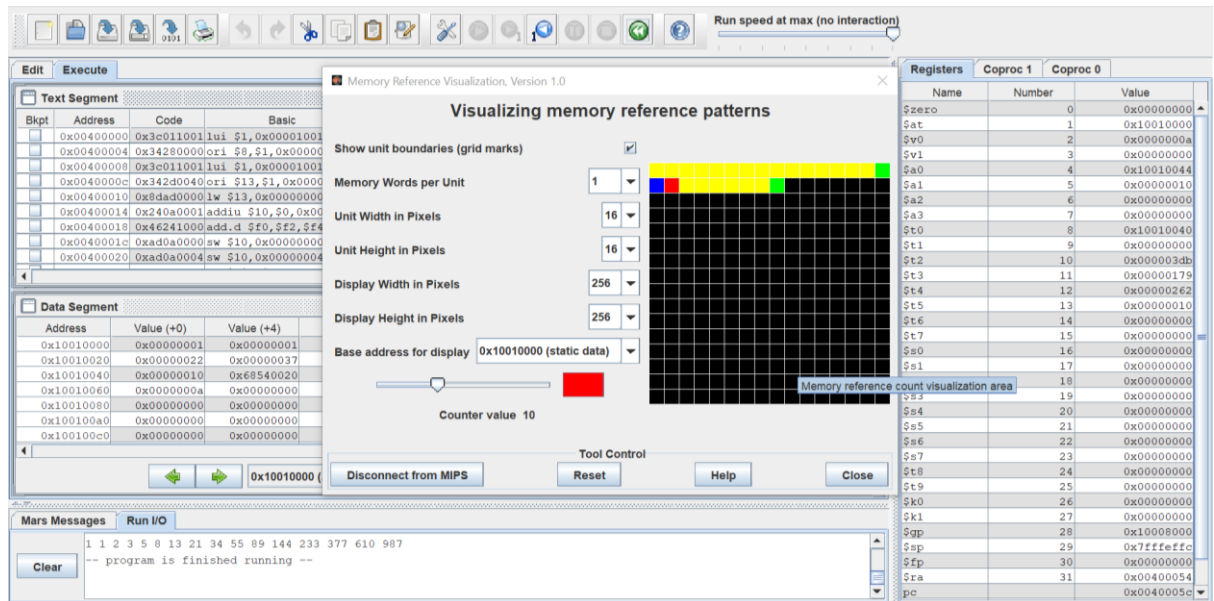 Run speed at max (no interaction)
Edit Execute
Text Segment
Bkpt Address Code Basic
0x00400000 0x3c011001 lui $1,0x00001001
0x00400004 0x34280000 ori $8,$1,0x00000
0x00400008 0x3c011001 lui $1,0x00001001
0x0040000c 0x342d0040 ori $13,$1,0x0000
0x00400010 0x8dad0000 lw $13,0x00000000
0x00400014 0x240a0001 addiu $10,$0,0x00
0x00400018 0x46241000 add.d $f0,$f2,$f4
0x0040001c 0xad0a0000 sw $10,0x00000000
0x00400020 0xad0a0004 sw $10,0x00000004
Data Segment
Address Value (+0) Value (+4)
0x10010000 0x00000001 0x00000001
0x10010020 0x00000022 0x00000037
0x10010040 0x00000010 0x68540020
0x10010060 0x0000000a 0x00000000
0x10010080 0x00000000 0x00000000
0x100100a0 0x00000000 0x00000000
0x100100c0 0x00000000 0x00000000
0x10010000 (
Memory Reference Visualization, Version 1.0
Visualizing memory reference patterns
Show unit boundaries (grid marks)
Memory Words per Unit 1
Unit Width in Pixels 16
Unit Height in Pixels 16
Display Width in Pixels 256
Display Height in Pixels 256
Base address for display 0x10010000 (static data)
Counter value 10
Memory reference count visualization area
Tool Control
Disconnect from MIPS Reset Help Close
Mars Messages Run I/O
Clear
1 1 2 3 5 8 13 21 34 55 89 144 233 377 610 987
-- program is finished running --
Registers Coproc 1 Coproc 0
Name Number Value
$zero 0 0x00000000
$at 1 0x10010000
$v0 2 0x0000000a
$v1 3 0x00000000
$a0 4 0x10010044
$a1 5 0x00000010
$a2 6 0x00000000
$a3 7 0x00000000
$t0 8 0x10010040
$t1 9 0x00000000
$t2 10 0x000003db
$t3 11 0x00000179
$t4 12 0x00000262
$t5 13 0x00000010
$t6 14 0x00000000
$t7 15 0x00000000
$s0 16 0x00000000
$s1 17 0x00000000
18 0x00000000
$s3 19 0x00000000
$s4 20 0x00000000
$s5 21 0x00000000
$s6 22 0x00000000
$s7 23 0x00000000
$t8 24 0x00000000
$t9 25 0x00000000
$k0 26 0x00000000
$k1 27 0x00000000
$gp 28 0x10008000
$sp 29 0x7fffeffc
$fp 30 0x00000000
$ra 31 0x00400054
pc 0x0040005c